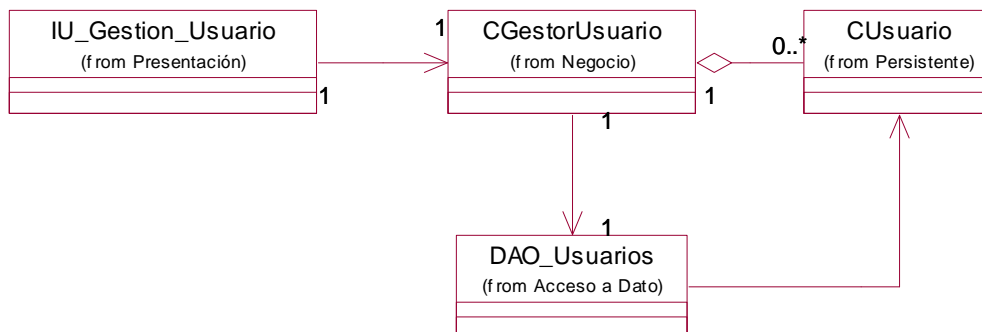 IU_Gestion_Usuario
(from Presentación)
1
1
CGestorUsuario
(from Negocio)
1
1
0..*
CUsuario
(from Persistente)
1
DAO_Usuarios
(from Acceso a Dato)